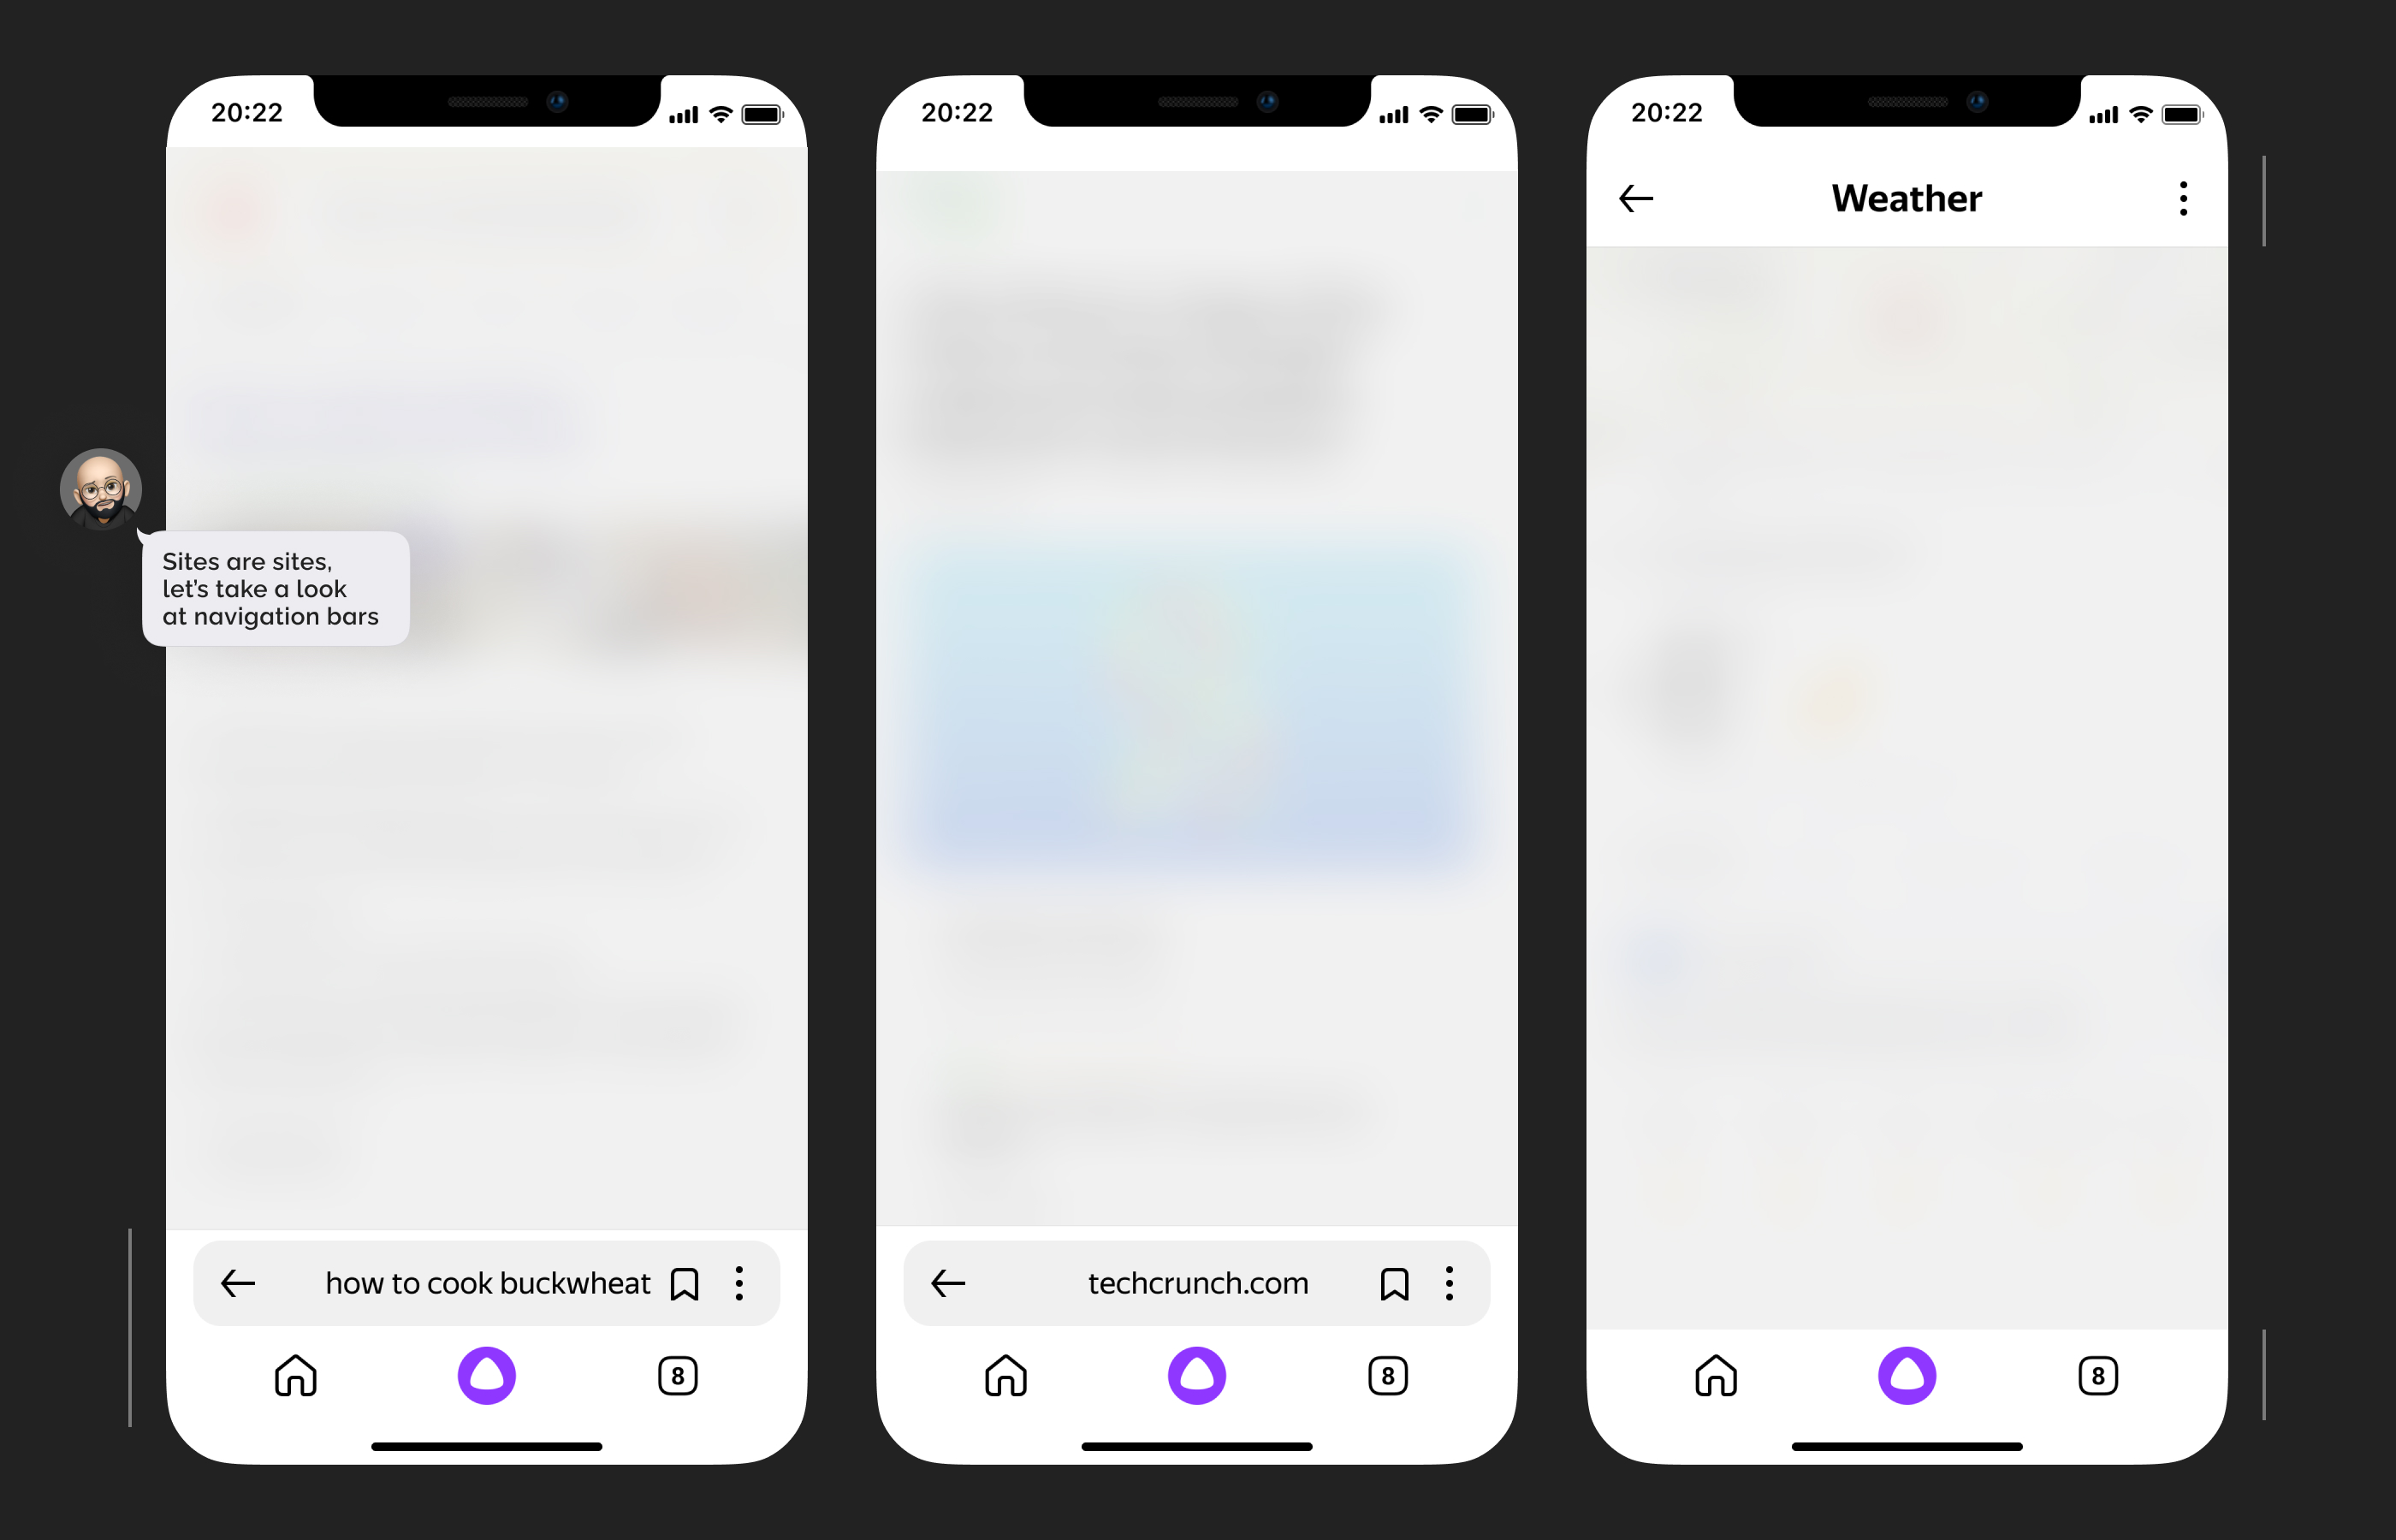 20:22
20:22
20:22
Weather
Sites are sites,
let's take a look
at navigation bars
how to cook buckwheat
techcrunch.com
8
8
8